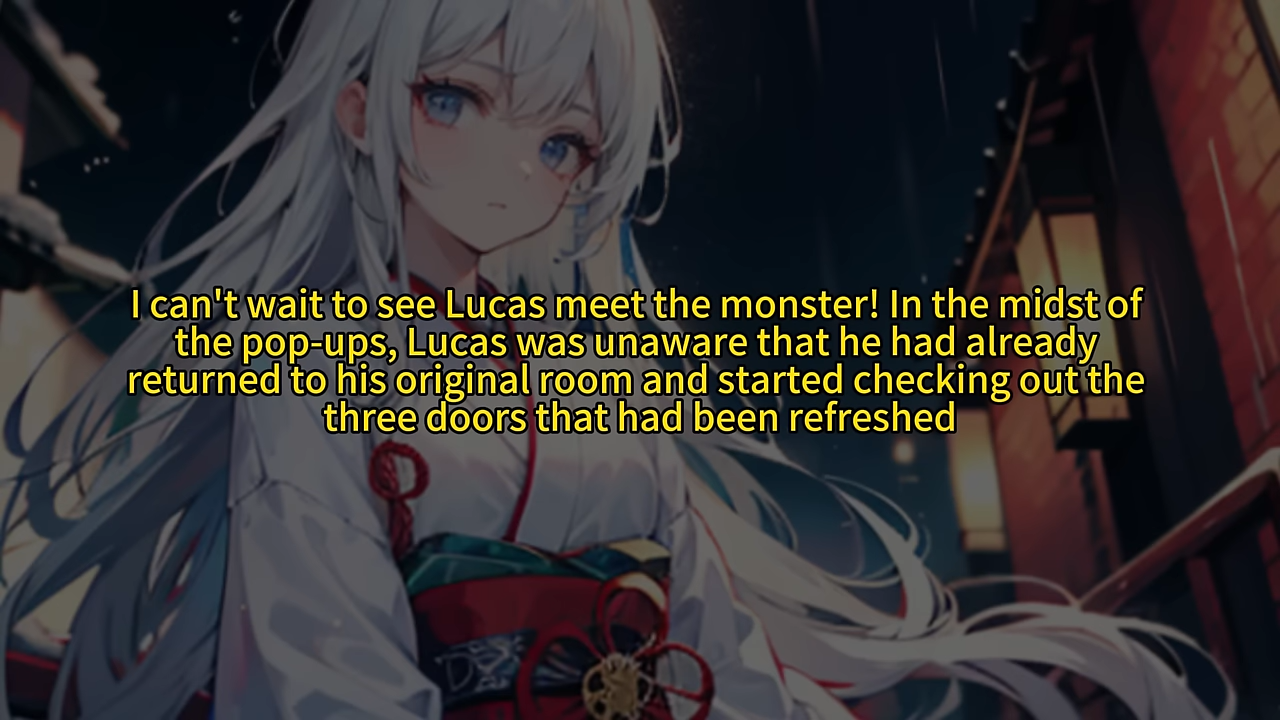 I can't wait to see Lucas meet the monster! In the midst of
the pop-ups, Lucas was unaware that he had already
returned to his original room and started checking out the
three doors that had been refreshed